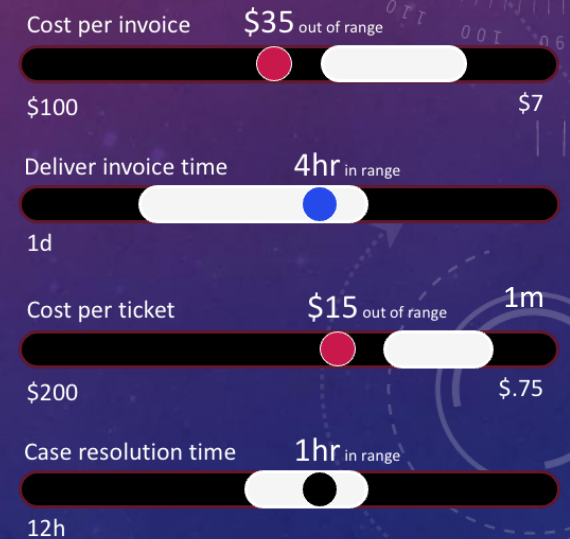 Cost per invoice $35 out of range
$100 $7
Deliver invoice time 4hr in range
1d
1m
Cost per ticket $15 out of range
$200 $.75
Case resolution time 1hr in range
12h